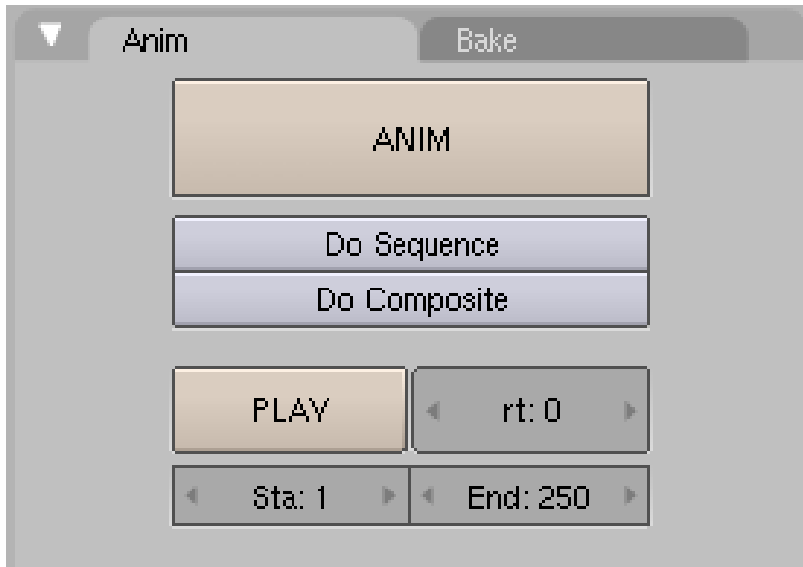 Anim Bake
ANIM
Do Sequence
Do Composite
PLAY rt: 0
Sta: 1 End: 250